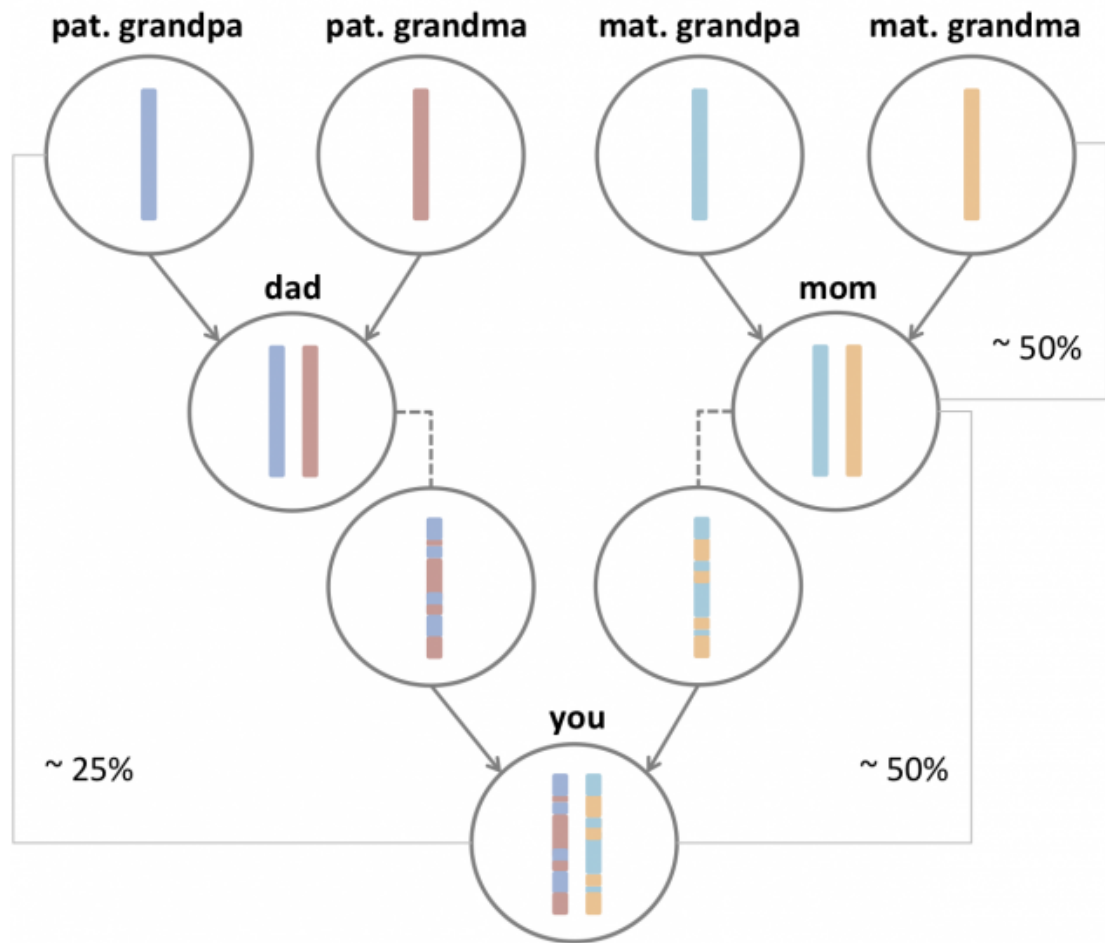 pat. grandpa pat. grandma mat. grandpa mat. grandma
dad mom
~ 50%
you
~ 25% ~ 50%